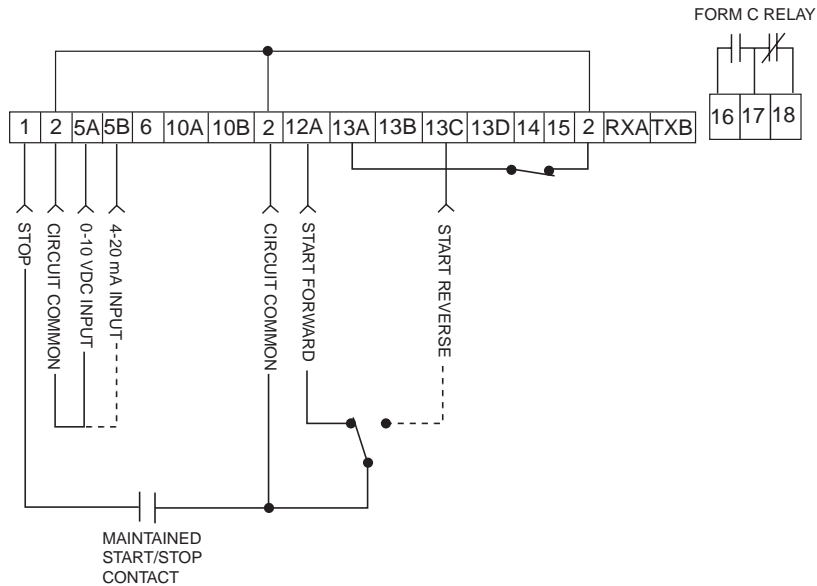 FORM C RELAY
1 2 5A 5B 6 10A 10B 2 12A 13A 13B 13C 13D 14 15 2 RXA TXB
16 17 18
STOP
CIRCUIT COMMON
0-10 VDC INPUT
4-20 mA INPUT
CIRCUIT COMMON
START FORWARD
START REVERSE
MAINTAINED
START/STOP
CONTACT